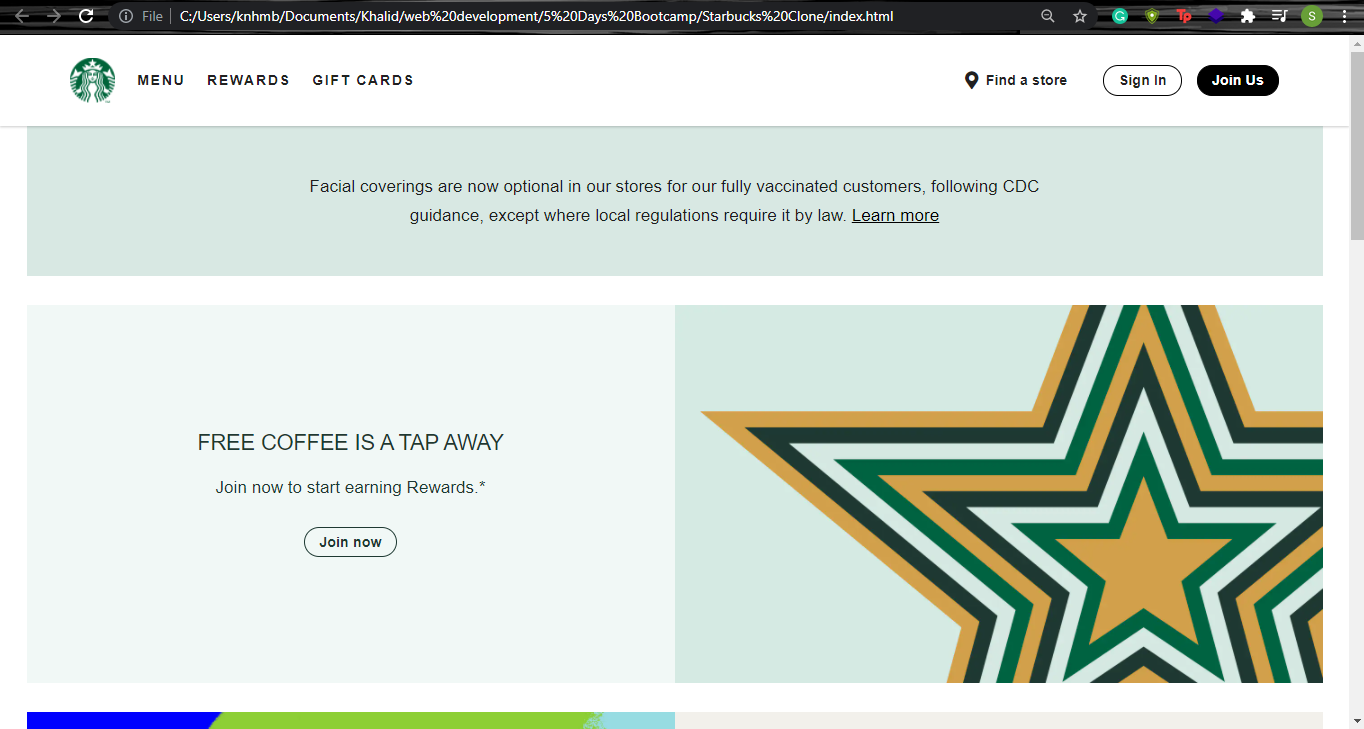 File C:/Users/knhmb/Documents/Khalid/web%20development/5%20Days%20Bootcamp/Starbucks%20Clone/index.html
G Tp S
MENU REWARDS GIFT CARDS Find a store Sign In Join Us
Facial coverings are now optional in our stores for our fully vaccinated customers, following CDC
guidance, except where local regulations require it by law. Learn more
FREE COFFEE IS A TAP AWAY
Join now to start earning Rewards.*
Join now